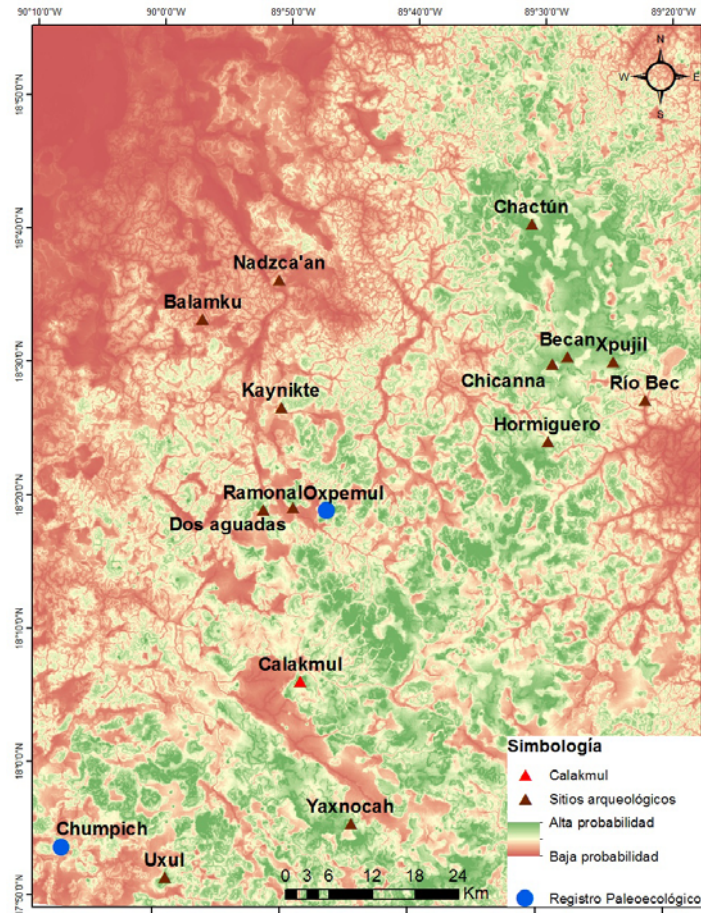 90°10'0"O 90°0'0"O 89°50'0"O 89°40'0"O 89°30'0"O 89°20'0"O
N
W E
S
18°40'0"N
Chactún
Nadzca'an
Balamku
18°30'0"N
Becan Xpujil
Chicanna Río Bec
Kaynikte
Hormiguero
18°20'0"N
Ramonal Oxpemul
Dos aguadas
18°10'0"N
Calakmul
18°0'0"N
Yaxnocah
Chumpich
Uxul
17°50'0"N
0 3 6 12 18 24
Km
Simbología
Calakmul
Sitios arqueológicos
Alta probabilidad
Baja probabilidad
Registro Paleoecológico